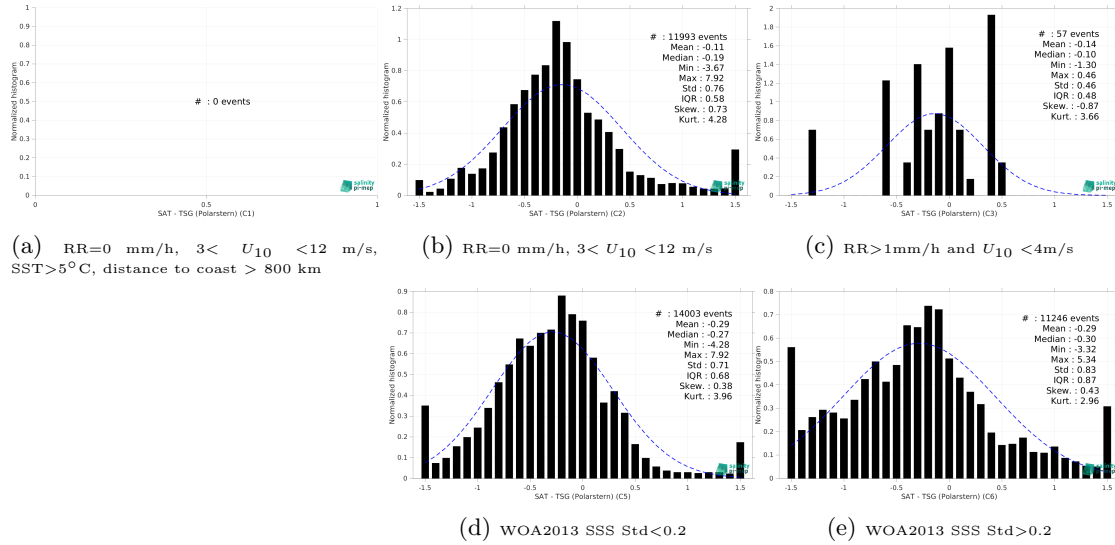 1
0.9
0.8
0.7
0.6
0.5
0.4
0.3
0.2
0.1
0
0 0.5 1
Normalized histogram
# : 0 events
salinity
pi-mep
SAT - TSG (Polarstern) (C1)
(a) RR=0 mm/h, 3< U10 <12 m/s,
SST>5°C, distance to coast > 800 km
1.2
1
0.8
0.6
0.4
0.2
0
-1.5 -1 -0.5 0 0.5 1 1.5
Normalized histogram
# : 11993 events
Mean : -0.11
Median : -0.19
Min : -3.67
Max : 7.92
Std : 0.76
IQR : 0.58
Skew. : 0.73
Kurt. : 4.28
salinity
pi-mep
SAT - TSG (Polarstern) (C2)
(b) RR=0 mm/h, 3< U10 <12 m/s
2
1.8
1.6
1.4
1.2
1
0.8
0.6
0.4
0.2
0
-1.5 -1 -0.5 0 0.5 1 1.5
Normalized histogram
# : 57 events
Mean : -0.14
Median : -0.10
Min : -1.30
Max : 0.46
Std : 0.46
IQR : 0.48
Skew. : -0.87
Kurt. : 3.66
salinity
pi-mep
SAT - TSG (Polarstern) (C3)
(c) RR>1mm/h and U10 <4m/s
0.9
0.8
0.7
0.6
0.5
0.4
0.3
0.2
0.1
0
-1.5 -1 -0.5 0 0.5 1 1.5
Normalized histogram
# : 14003 events
Mean : -0.29
Median : -0.27
Min : -4.28
Max : 7.92
Std : 0.71
IQR : 0.68
Skew. : 0.38
Kurt. : 3.96
salinity
pi-mep
SAT - TSG (Polarstern) (C5)
(d) WOA2013 SSS Std<0.2
0.8
0.7
0.6
0.5
0.4
0.3
0.2
0.1
0
-1.5 -1 -0.5 0 0.5 1 1.5
Normalized histogram
# : 11246 events
Mean : -0.29
Median : -0.30
Min : -3.32
Max : 5.34
Std : 0.83
IQR : 0.87
Skew. : 0.43
Kurt. : 2.96
salinity
pi-mep
SAT - TSG (Polarstern) (C6)
(e) WOA2013 SSS Std>0.2